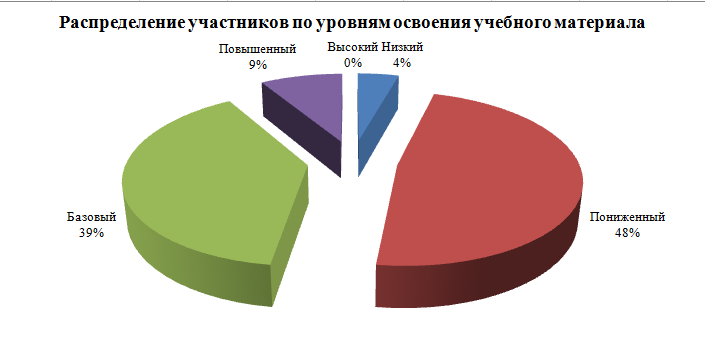 Распределение участников по уровням освоения учебного материала
Повышенный
9%
Высокий
0%
Низкий
4%
Базовый
39%
Пониженный
48%